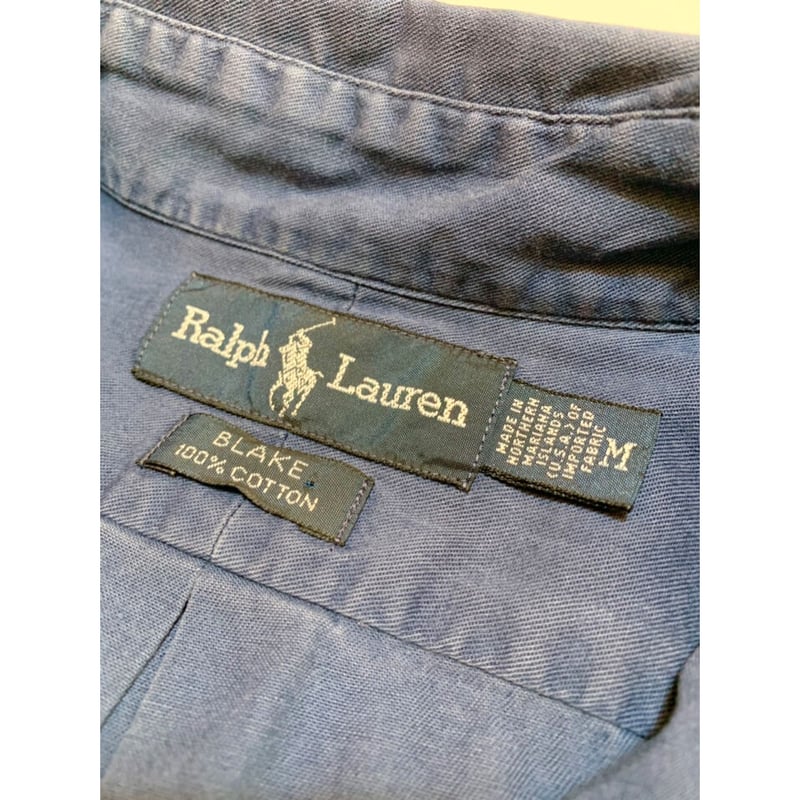 Ralph Lauren
BLAKE
100% COTTON
MADE IN
NORTHERN
MARIANA
ISLANDS
(U.S.A.) OF
IMPORTED
FABRIC
M